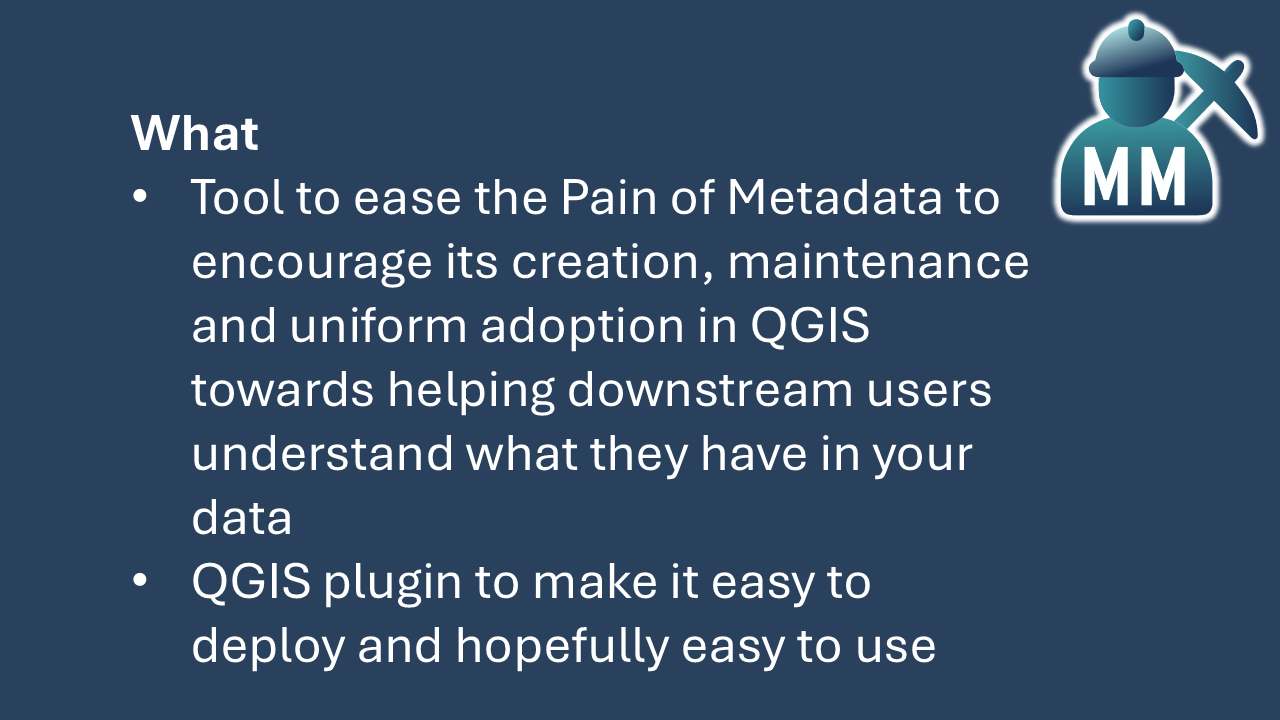 MM
What
• Tool to ease the Pain of Metadata to
encourage its creation, maintenance
and uniform adoption in QGIS
towards helping downstream users
understand what they have in your
data
• QGIS plugin to make it easy to
deploy and hopefully easy to use